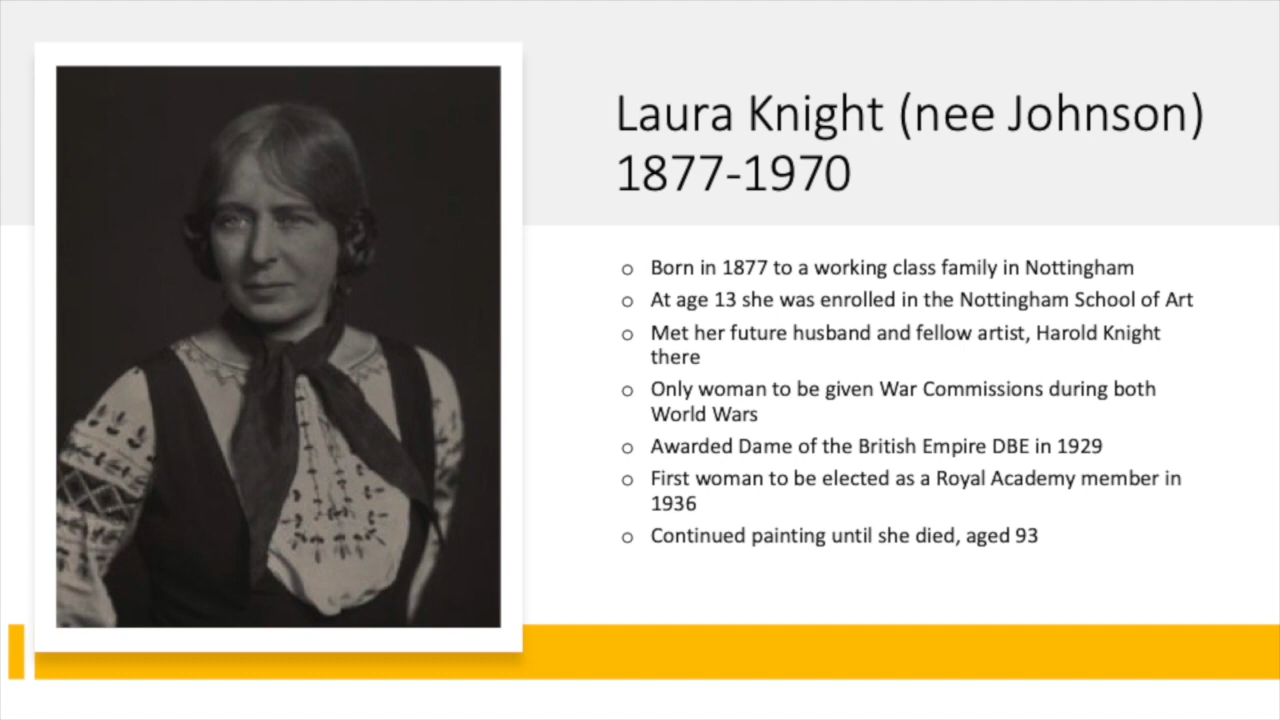 Laura Knight (nee Johnson)
1877-1970
o Born in 1877 to a working class family in Nottingham
o At age 13 she was enrolled in the Nottingham School of Art
o Met her future husband and fellow artist, Harold Knight
there
o Only woman to be given War Commissions during both
World Wars
o Awarded Dame of the British Empire DBE in 1929
o First woman to be elected as a Royal Academy member in
1936
o Continued painting until she died, aged 93